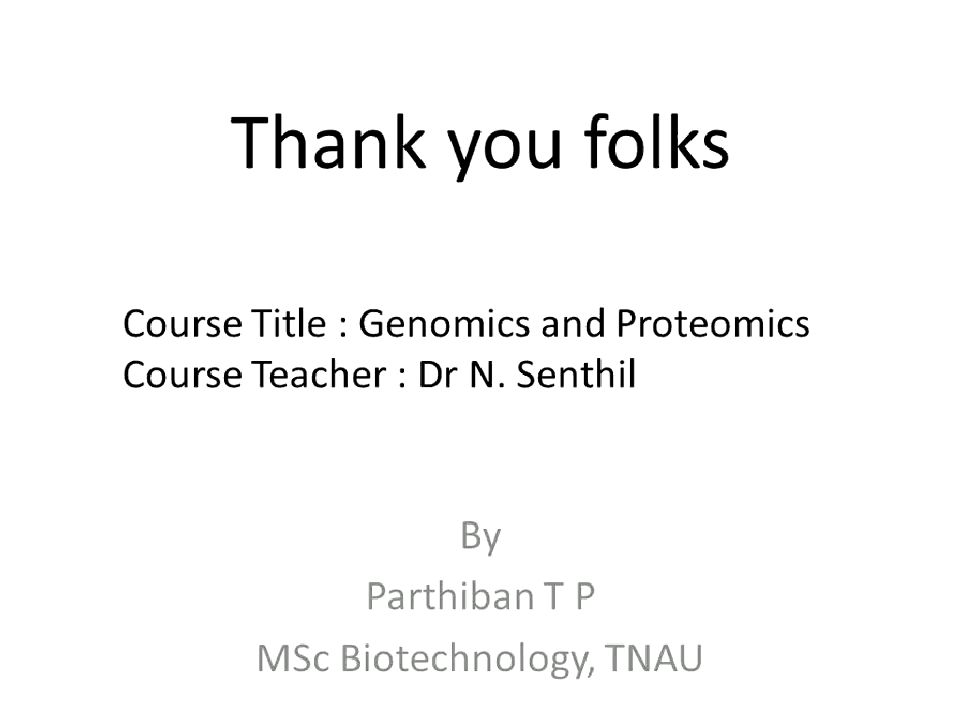 Thank you folks
Course Title : Genomics and Proteomics
Course Teacher : Dr N. Senthil
By
Parthiban T P
MSc Biotechnology, TNAU